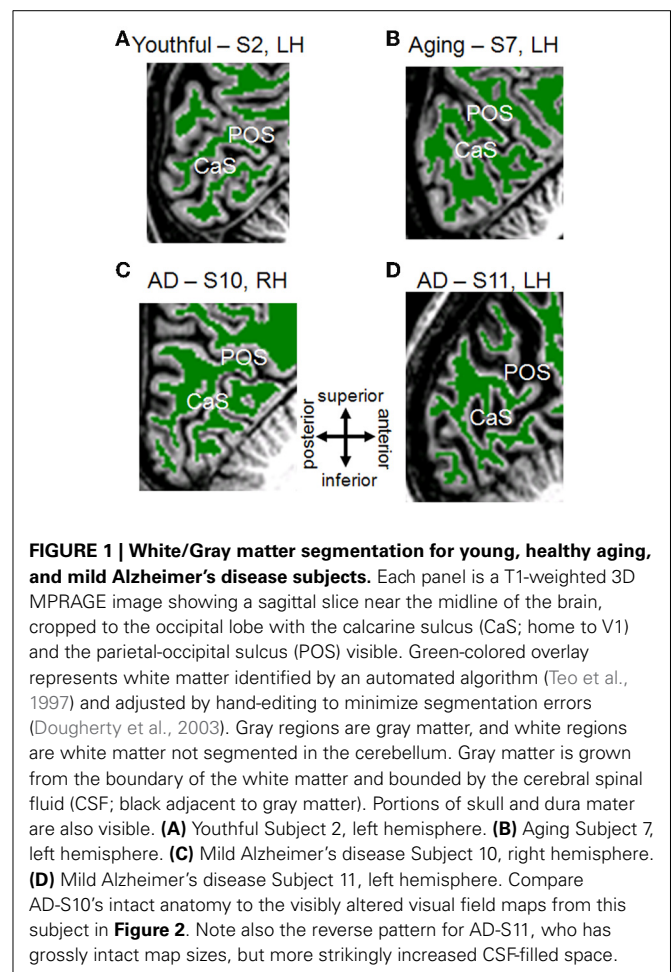 A Youthful – S2, LH
B Aging – S7, LH
POS
CaS
POS
CaS
C AD – S10, RH
D AD – S11, LH
POS
CaS
superior
posterior
anterior
inferior
POS
CaS
FIGURE 1 | White/Gray matter segmentation for young, healthy aging,
and mild Alzheimer's disease subjects. Each panel is a T1-weighted 3D
MPRAGE image showing a sagittal slice near the midline of the brain,
cropped to the occipital lobe with the calcarine sulcus (CaS; home to V1)
and the parietal-occipital sulcus (POS) visible. Green-colored overlay
represents white matter identified by an automated algorithm (Teo et al.,
1997) and adjusted by hand-editing to minimize segmentation errors
(Dougherty et al., 2003). Gray regions are gray matter, and white regions
are white matter not segmented in the cerebellum. Gray matter is grown
from the boundary of the white matter and bounded by the cerebral spinal
fluid (CSF; black adjacent to gray matter). Portions of skull and dura mater
are also visible. (A) Youthful Subject 2, left hemisphere. (B) Aging Subject 7,
left hemisphere. (C) Mild Alzheimer's disease Subject 10, right hemisphere.
(D) Mild Alzheimer's disease Subject 11, left hemisphere. Compare
AD-S10's intact anatomy to the visibly altered visual field maps from this
subject in Figure 2. Note also the reverse pattern for AD-S11, who has
grossly intact map sizes, but more strikingly increased CSF-filled space.